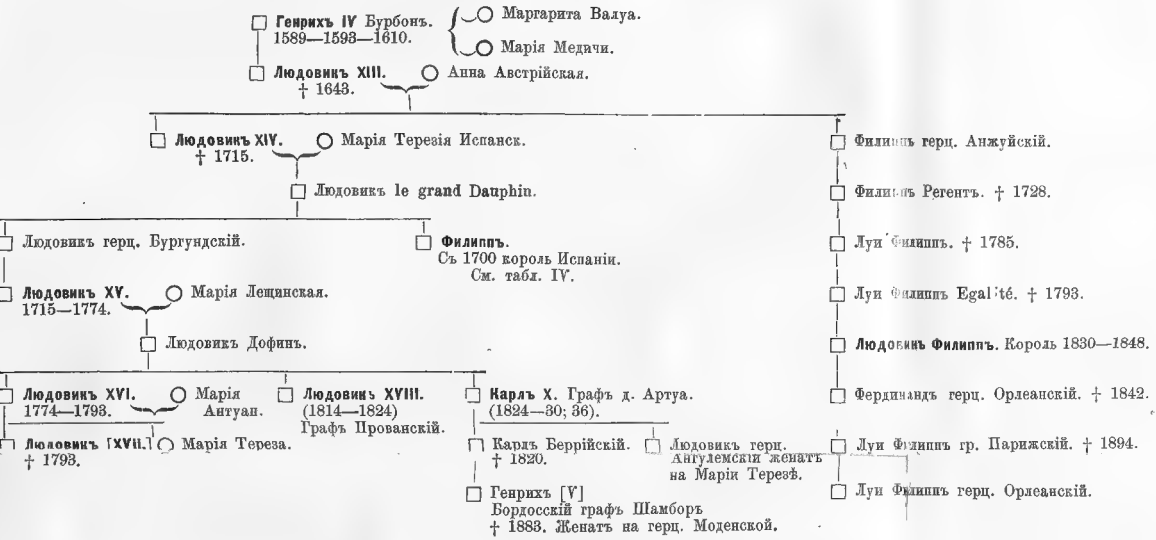 Генрихъ IV Бурбонъ.
1589—1593—1610.
Маргарита Валуа.
Марія Медичи.
Людовикъ XIII.
† 1643.
Анна Австрійская.
Людовикъ XIV.
† 1715.
Марія Терезія Испанск.
Филиппъ герц. Анжуйскій.
Людовикъ le grand Dauphin.
Филиппъ Регентъ. † 1728.
Людовикъ герц. Бургундскій.
Филиппъ.
Съ 1700 король Испаніи.
См. табл. IV.
Луи Филиппъ. † 1785.
Людовикъ XV.
1715—1774.
Марія Лещинская.
Луи Филиппъ Egalité. † 1793.
Людовикъ Дофинъ.
Людовикъ Филиппъ. Король 1830—1848.
Людовикъ XVI.
1774—1793.
Марія
Антуан.
Людовикъ XVIII.
(1814—1824)
Графъ Прованскій.
Карлъ X. Графъ д. Артуа.
(1824—30; 36).
Фердинандъ герц. Орлеанскій. † 1842.
Людовикъ [XVII.]
† 1793.
Марія Тереза.
Карлъ Беррійскій.
† 1820.
Людовикъ герц.
Ангулемскій женатъ
на Маріи Терезѣ.
Луи Филиппъ гр. Парижскій. † 1894.
Генрихъ [V]
Бордосскій графъ Шамборъ
† 1883. Женатъ на герц. Моденской.
Луи Филиппъ герц. Орлеанскій.